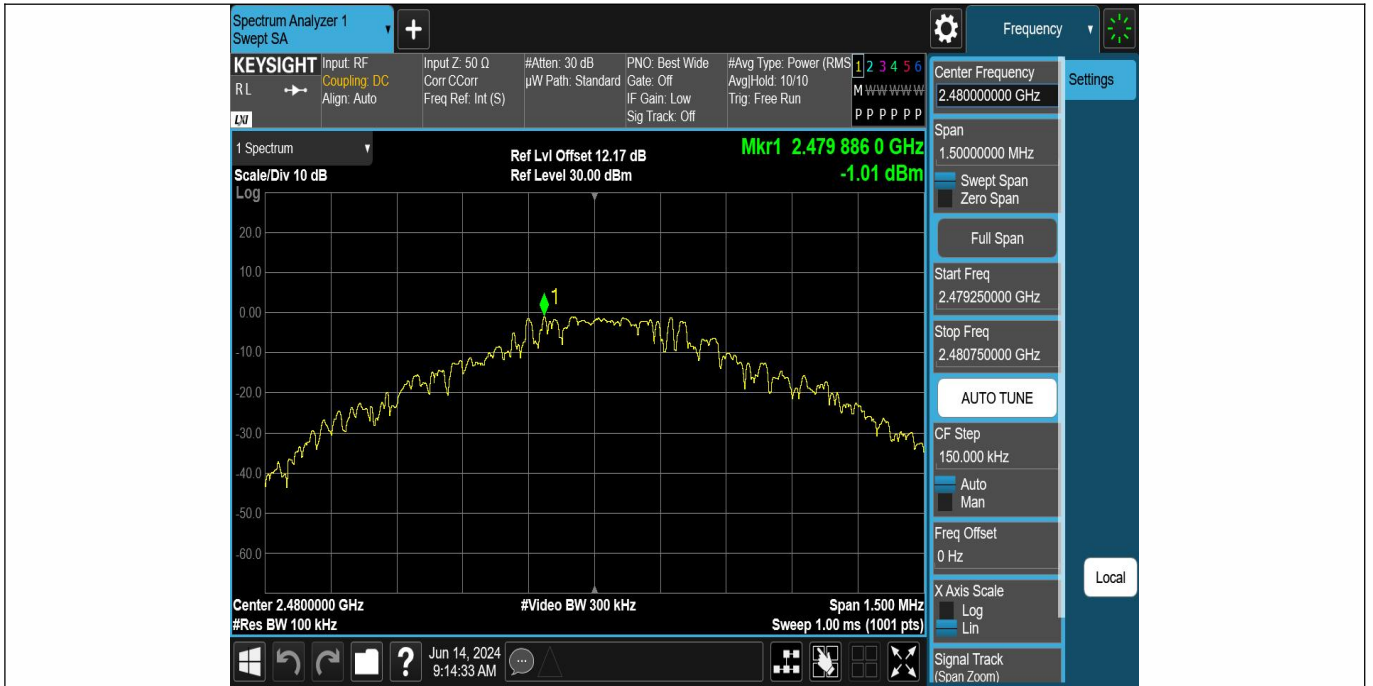 Spectrum Analyzer 1
Swept SA
+
Frequency
KEYSIGHT
R L
LXI
Input: RF
Coupling: DC
Align: Auto
Input Z: 50 Ω
Corr CCorr
Freq Ref: Int (S)
#Atten: 30 dB
µW Path: Standard
PNO: Best Wide
Gate: Off
IF Gain: Low
Sig Track: Off
#Avg Type: Power (RMS
Avg|Hold: 10/10
Trig: Free Run
1 2 3 4 5 6
M W W W W W
P P P P P P
Center Frequency
2.480000000 GHz
Settings
Span
1.50000000 MHz
Swept Span
Zero Span
Full Span
Start Freq
2.479250000 GHz
Stop Freq
2.480750000 GHz
AUTO TUNE
CF Step
150.000 kHz
Auto
Man
Freq Offset
0 Hz
X Axis Scale
Log
Lin
Signal Track
(Span Zoom)
Local
1 Spectrum
Scale/Div 10 dB
Ref Lvl Offset 12.17 dB
Ref Level 30.00 dBm
Mkr1 2.479 886 0 GHz
-1.01 dBm
Log
20.0
10.0
0.00
-10.0
-20.0
-30.0
-40.0
-50.0
-60.0
1
Center 2.4800000 GHz
#Res BW 100 kHz
#Video BW 300 kHz
Span 1.500 MHz
Sweep 1.00 ms (1001 pts)
?
Jun 14, 2024
9:14:33 AM